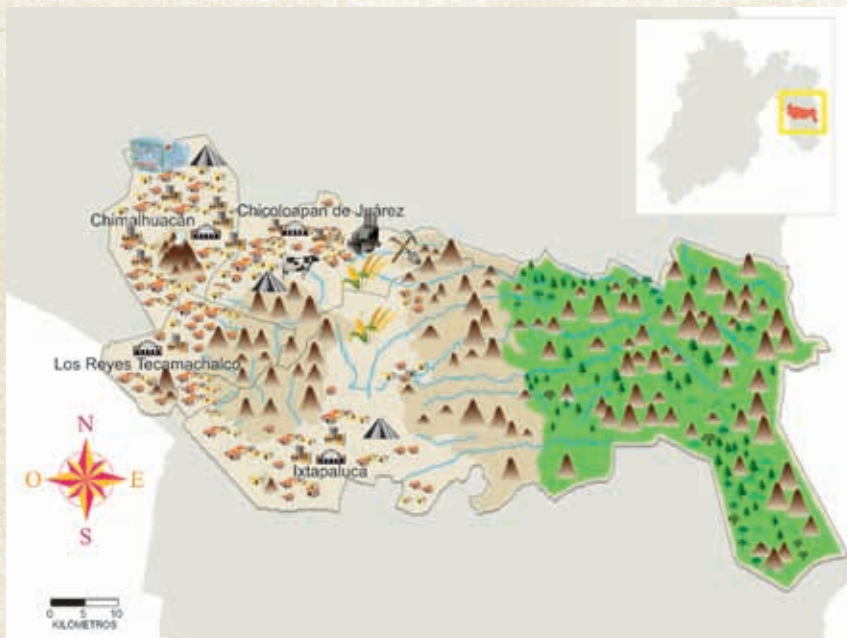 Chimalhuacán
Chicoloapan de Juárez
Los Reyes Tecamachalco
Ixtapaluca
N
O E
S
0 5 10
KILÓMETROS